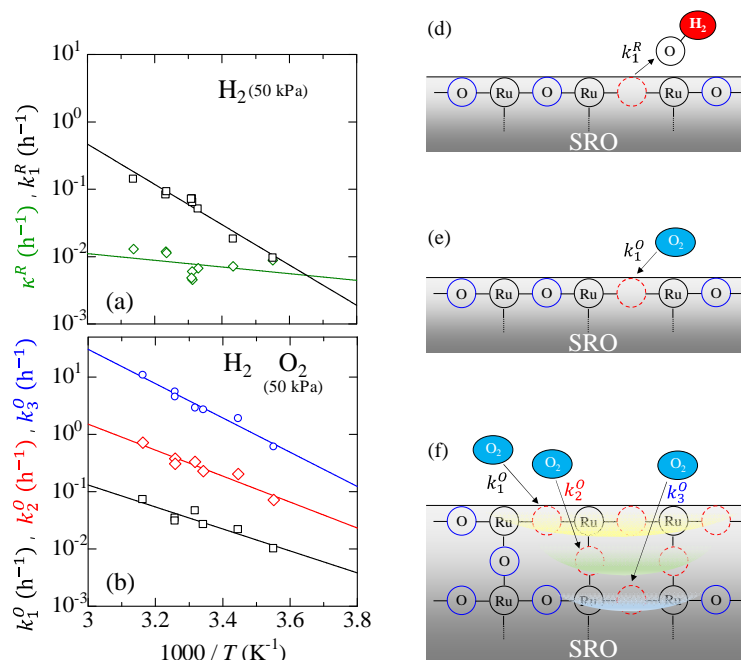 H₂ (50 kPa)
κᴿ (h⁻¹) , k₁ᴿ (h⁻¹)
10¹
10⁰
10⁻¹
10⁻²
10⁻³
(a)
H₂ O₂
(50 kPa)
k₁ᴼ (h⁻¹) , k₂ᴼ (h⁻¹) , k₃ᴼ (h⁻¹)
10¹
10⁰
10⁻¹
10⁻²
10⁻³
(b)
3 3.2 3.4 3.6 3.8
1000 / T (K⁻¹)
(d)
H₂
O
k₁ᴿ
O Ru O Ru Ru O
SRO
(e)
O₂
k₁ᴼ
O Ru O Ru Ru O
SRO
(f)
O₂ O₂ O₂
k₁ᴼ k₂ᴼ k₃ᴼ
O Ru Ru Ru
O
O Ru O Ru Ru O
SRO